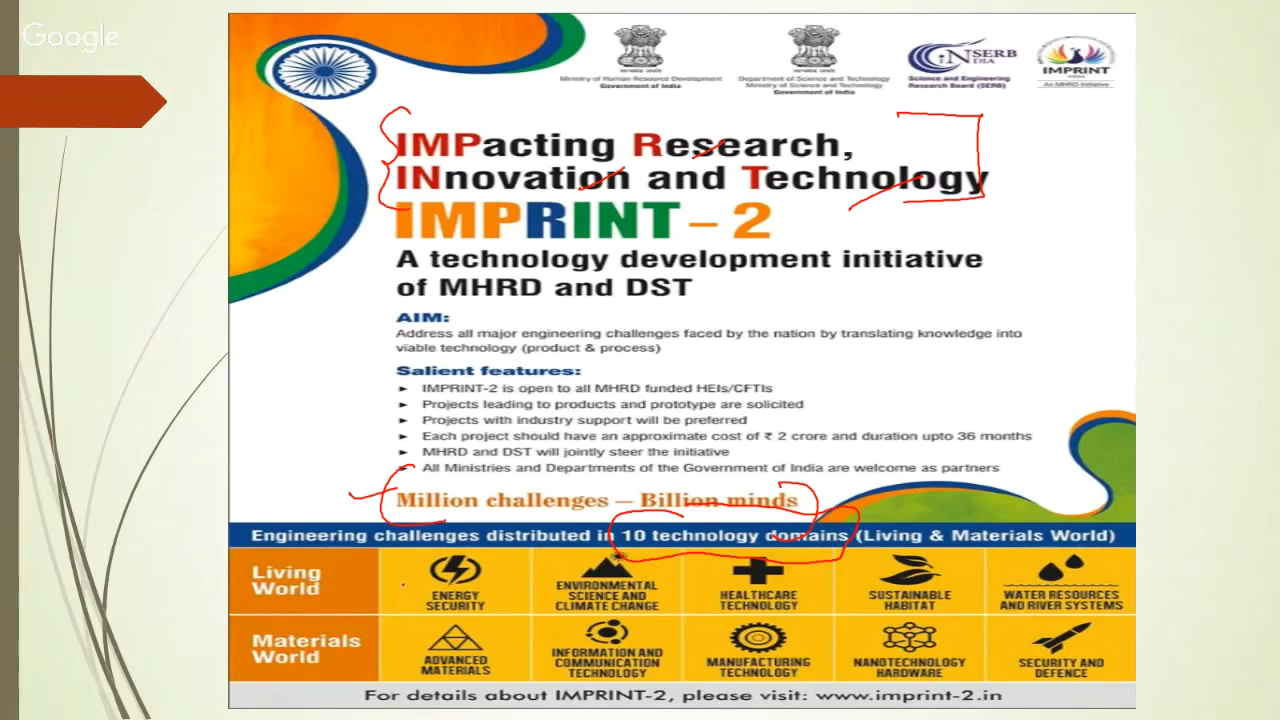 Google
Ministry of Human Resource Development
Government of India
Department of Science and Technology
Ministry of Science and Technology
Government of India
SERB
INDIA
Science and Engineering
Research Board (SERB)
IMPRINT
INDIA
An MHRD Initiative
IMPacting Research,
INnovation and Technology
IMPRINT – 2
A technology development initiative
of MHRD and DST
AIM:
Address all major engineering challenges faced by the nation by translating knowledge into
viable technology (product & process)
Salient features:
► IMPRINT-2 is open to all MHRD funded HEIs/CFTIs
► Projects leading to products and prototype are solicited
► Projects with industry support will be preferred
► Each project should have an approximate cost of ₹ 2 crore and duration upto 36 months
► MHRD and DST will jointly steer the initiative
► All Ministries and Departments of the Government of India are welcome as partners
Million challenges – Billion minds
Engineering challenges distributed in 10 technology domains (Living & Materials World)
Living
World
ENERGY
SECURITY
ENVIRONMENTAL
SCIENCE AND
CLIMATE CHANGE
HEALTHCARE
TECHNOLOGY
SUSTAINABLE
HABITAT
WATER RESOURCES
AND RIVER SYSTEMS
Materials
World
ADVANCED
MATERIALS
INFORMATION AND
COMMUNICATION
TECHNOLOGY
MANUFACTURING
TECHNOLOGY
NANOTECHNOLOGY
HARDWARE
SECURITY AND
DEFENCE
For details about IMPRINT-2, please visit: www.imprint-2.in